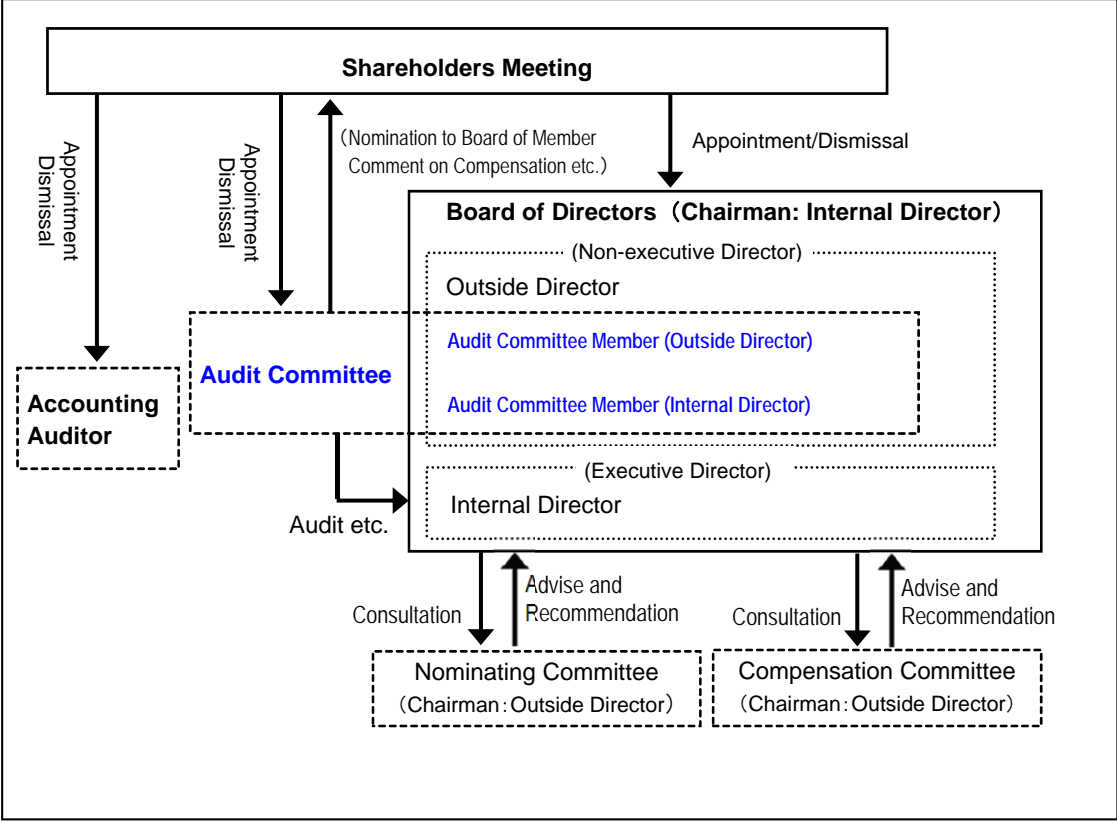 Shareholders Meeting
Appointment
Dismissal
Appointment
Dismissal
（Nomination to Board of Member
Comment on Compensation etc.）
Appointment/Dismissal
Board of Directors（Chairman: Internal Director）
(Non-executive Director)
Outside Director
Audit Committee Member (Outside Director)
Audit Committee
Audit Committee Member (Internal Director)
Accounting
Auditor
(Executive Director)
Internal Director
Audit etc.
Consultation
Advise and
Recommendation
Consultation
Advise and
Recommendation
Nominating Committee
（Chairman：Outside Director）
Compensation Committee
（Chairman：Outside Director）